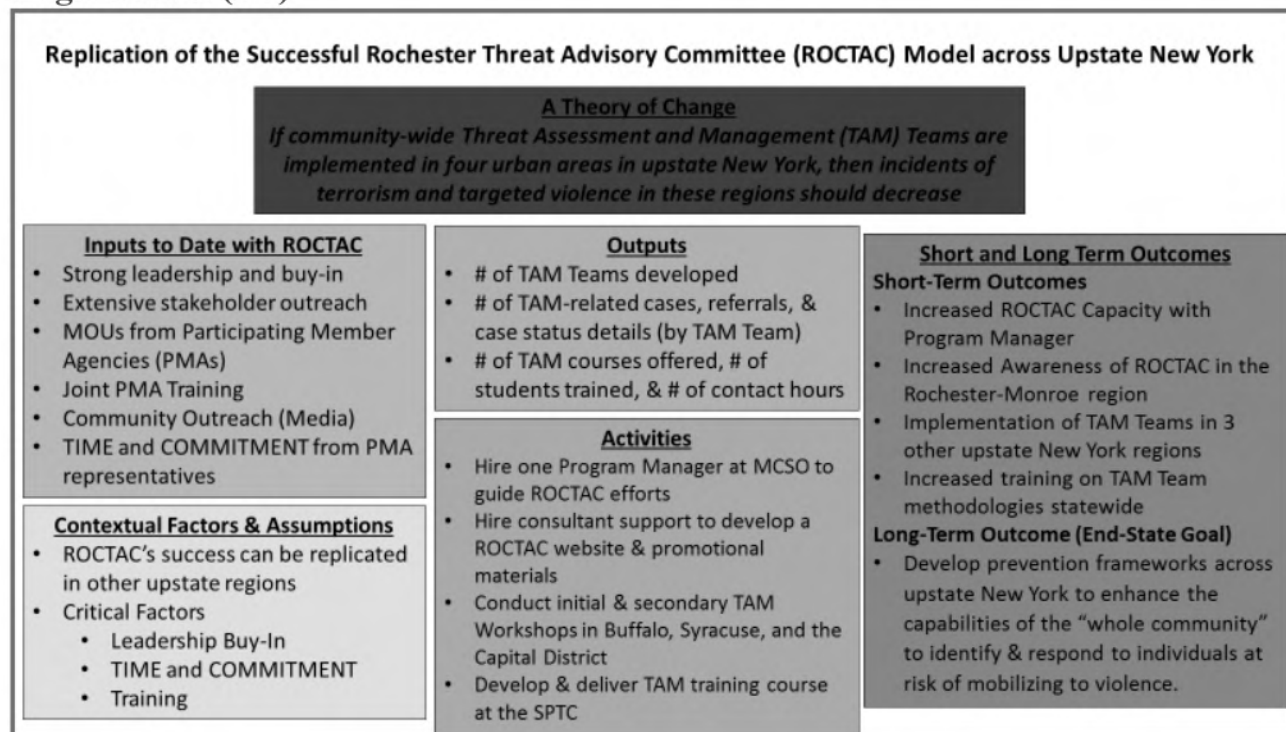 Replication of the Successful Rochester Threat Advisory Committee (ROCTAC) Model across Upstate New York
A Theory of Change
If community-wide Threat Assessment and Management (TAM) Teams are
implemented in four urban areas in upstate New York, then incidents of
terrorism and targeted violence in these regions should decrease
Inputs to Date with ROCTAC
• Strong leadership and buy-in
• Extensive stakeholder outreach
• MOUs from Participating Member
Agencies (PMAs)
• Joint PMA Training
• Community Outreach (Media)
• TIME and COMMITMENT from PMA
representatives
Contextual Factors & Assumptions
• ROCTAC's success can be replicated
in other upstate regions
• Critical Factors
• Leadership Buy-In
• TIME and COMMITMENT
• Training
Outputs
• # of TAM Teams developed
• # of TAM-related cases, referrals, &
case status details (by TAM Team)
• # of TAM courses offered, # of
students trained, & # of contact hours
Activities
• Hire one Program Manager at MCSO to
guide ROCTAC efforts
• Hire consultant support to develop a
ROCTAC website & promotional
materials
• Conduct initial & secondary TAM
Workshops in Buffalo, Syracuse, and the
Capital District
• Develop & deliver TAM training course
at the SPTC
Short and Long Term Outcomes
Short-Term Outcomes
• Increased ROCTAC Capacity with
Program Manager
• Increased Awareness of ROCTAC in the
Rochester-Monroe region
• Implementation of TAM Teams in 3
other upstate New York regions
• Increased training on TAM Team
methodologies statewide
Long-Term Outcome (End-State Goal)
• Develop prevention frameworks across
upstate New York to enhance the
capabilities of the "whole community"
to identify & respond to individuals at
risk of mobilizing to violence.